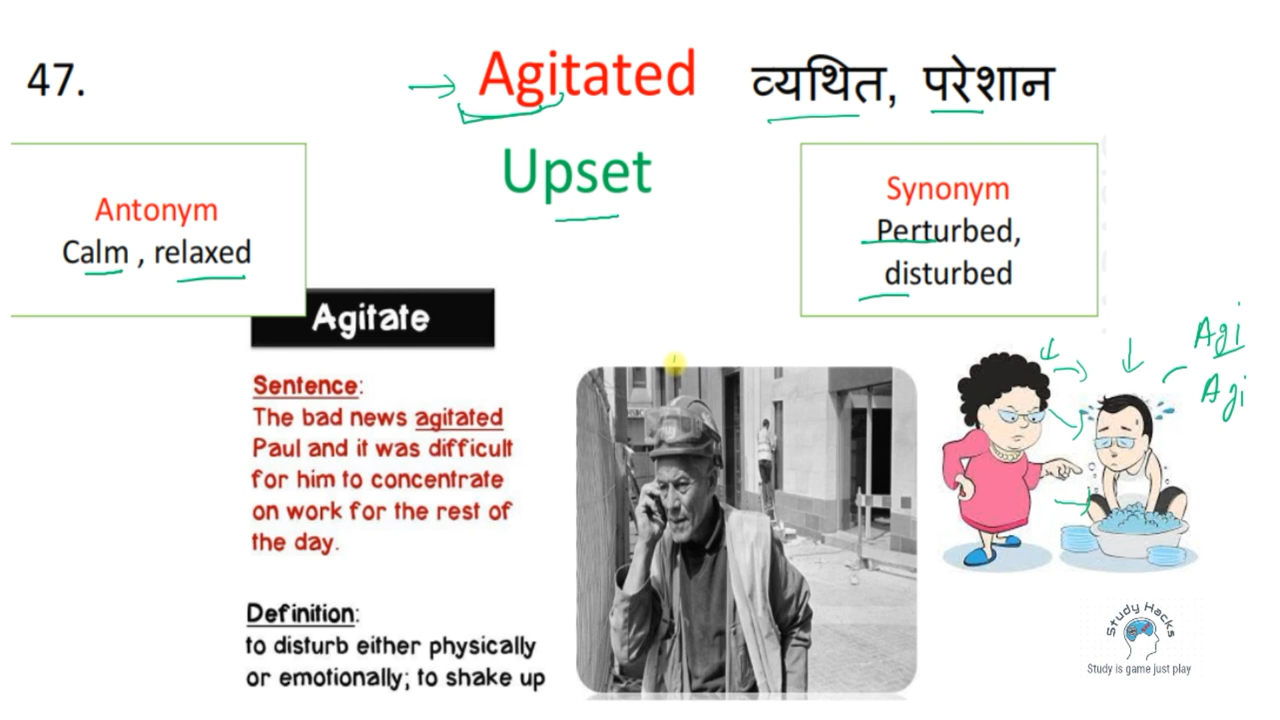 47.
Agitated व्यथित, परेशान
Upset
Antonym
Calm , relaxed
Synonym
Perturbed,
disturbed
Agitate
Sentence:
The bad news agitated
Paul and it was difficult
for him to concentrate
on work for the rest of
the day.
Definition:
to disturb either physically
or emotionally; to shake up
Agi
Agi
Study Hacks
Study is game just play